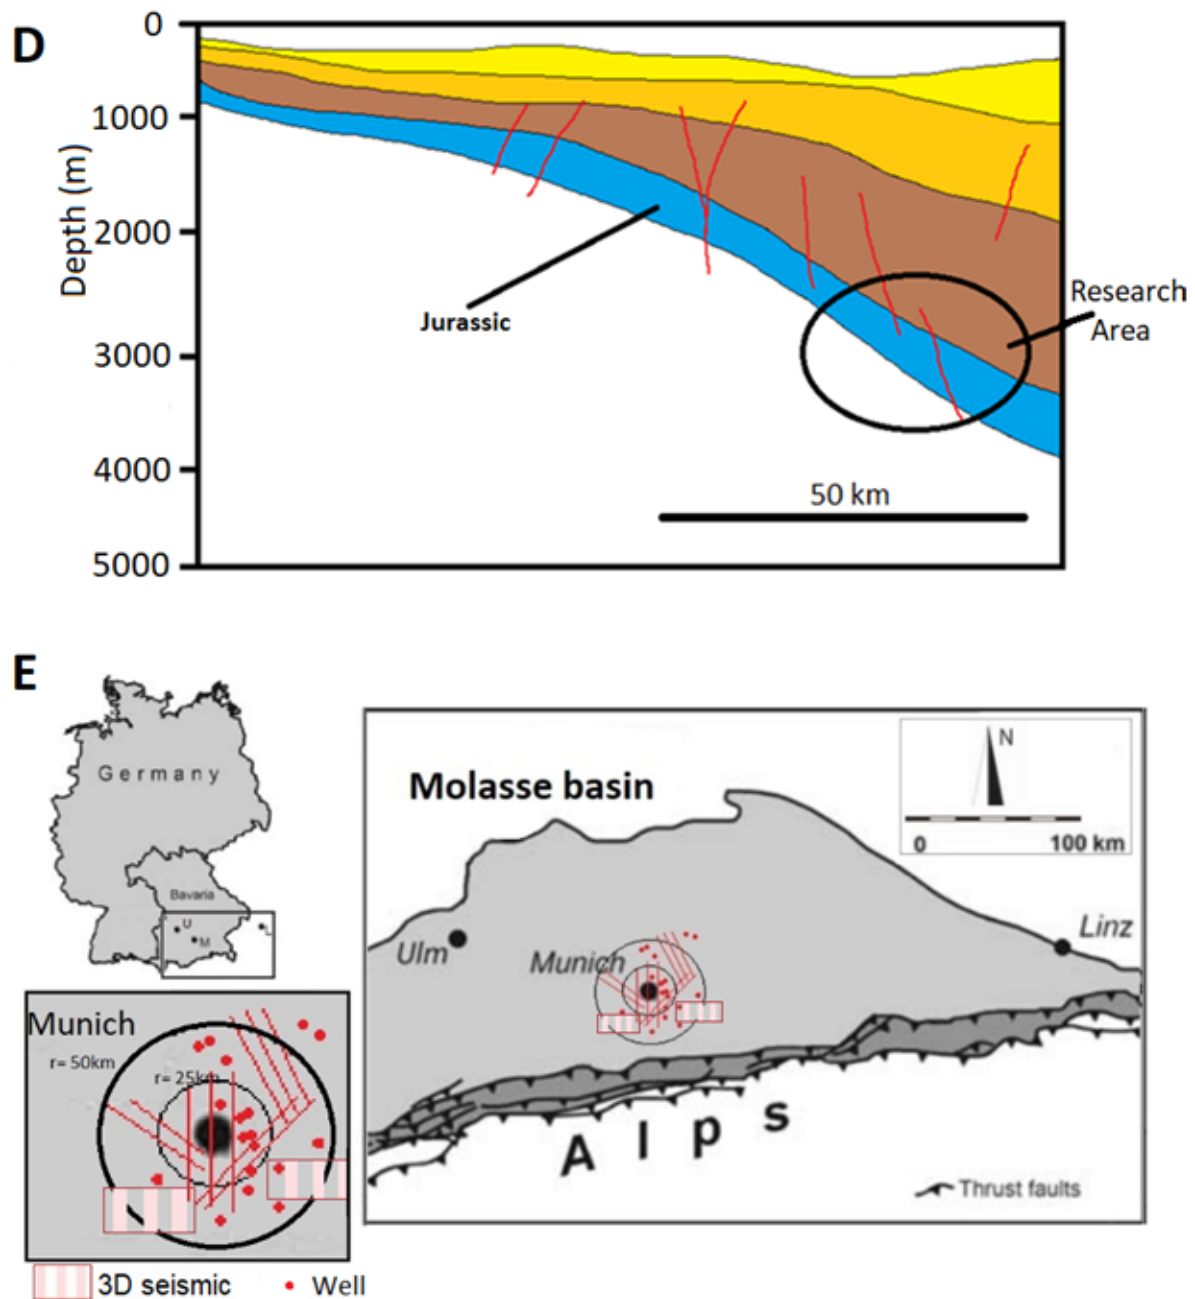 D
0
1000
2000
3000
4000
5000
Depth (m)
Jurassic
Research
Area
50 km
E
Germany
Bavaria
U
M
L
Molasse basin
N
0 100 km
Ulm
Munich
Linz
Alps
Thrust faults
Munich
r= 50km
r= 25km
3D seismic
Well